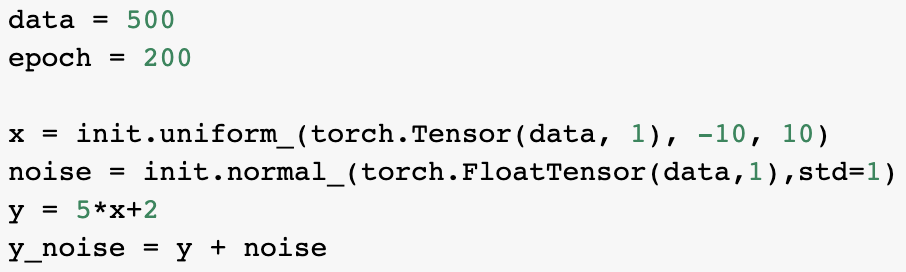 data = 500
epoch = 200
x = init.uniform_(torch.Tensor(data, 1), -10, 10)
noise = init.normal_(torch.FloatTensor(data,1),std=1)
y = 5*x+2
y_noise = y + noise